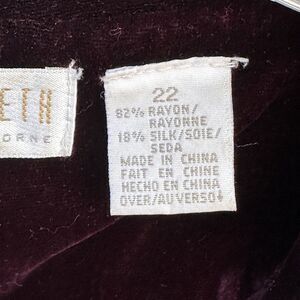 ETH
ORNE
22
82% RAYON/
RAYONNE
18% SILK/SOIE/
SEDA
MADE IN CHINA
FAIT EN CHINE
HECHO EN CHINA
OVER/AU VERSO↓